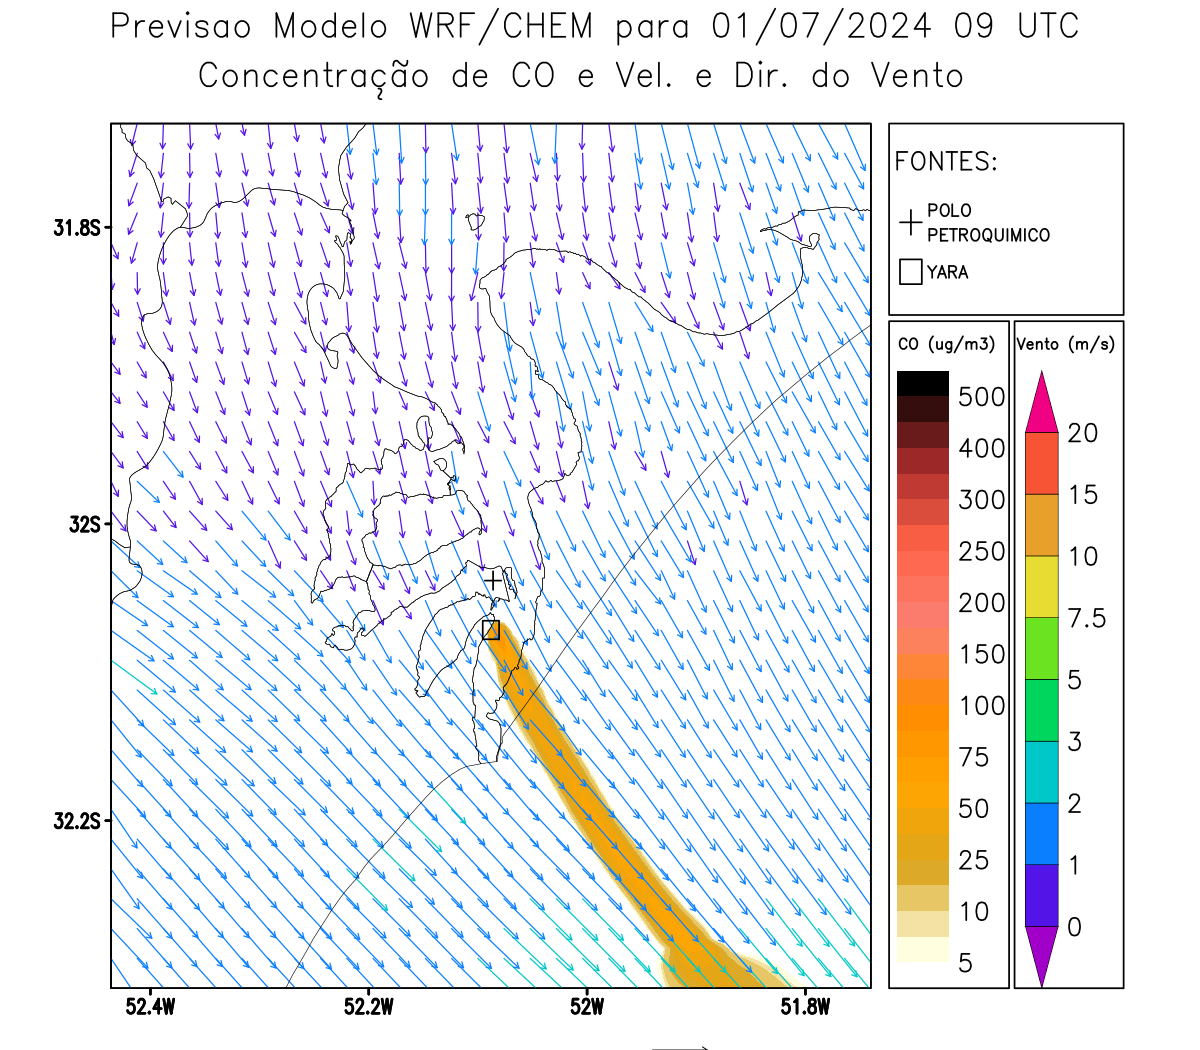 Previsao Modelo WRF/CHEM para 01/07/2024 09 UTC
Concentração de CO e Vel. e Dir. do Vento
FONTES:
POLO
PETROQUIMICO
YARA
31.8S
32S
32.2S
52.4W
52.2W
52W
51.8W
CO (ug/m3)
500
400
300
250
200
150
100
75
50
25
10
5
Vento (m/s)
20
15
10
7.5
5
3
2
1
0